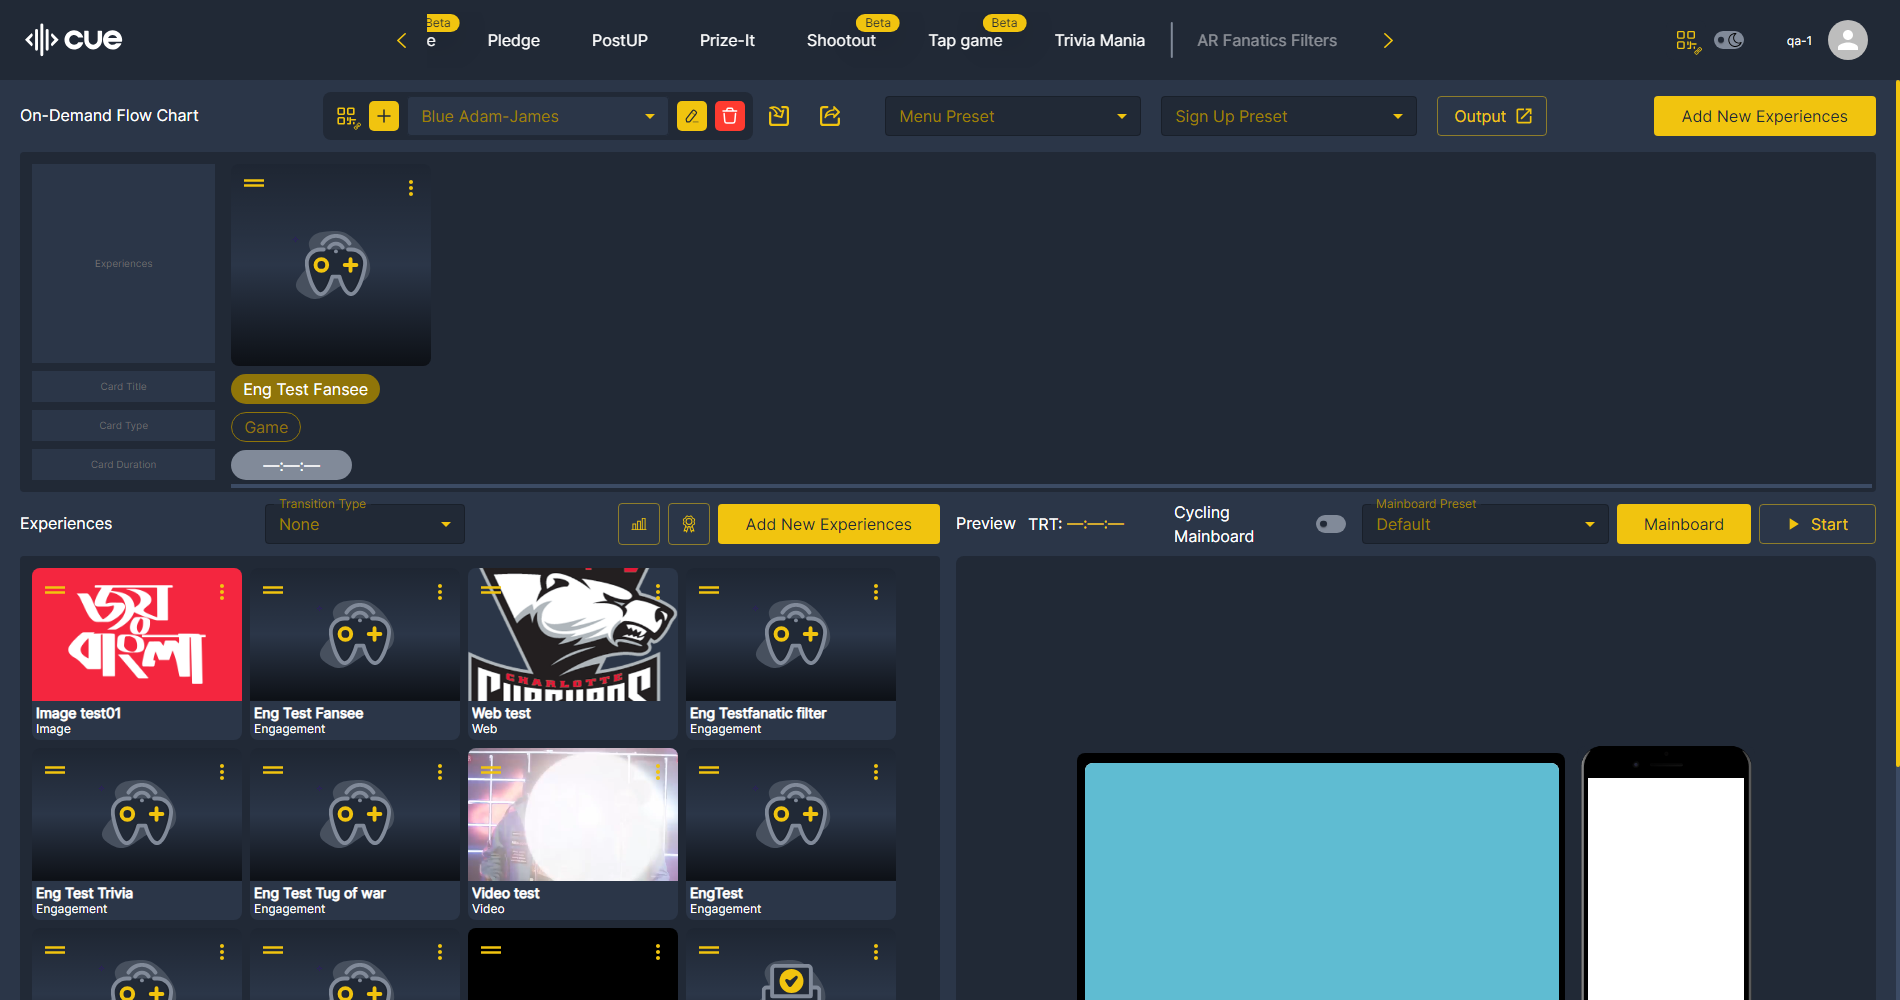 cue
Beta
e
Pledge
PostUP
Prize-It
Beta
Shootout
Beta
Tap game
Trivia Mania
AR Fanatics Filters
qa-1
On-Demand Flow Chart
Blue Adam-James
Menu Preset
Sign Up Preset
Output
Add New Experiences
Experiences
Card Title
Eng Test Fansee
Card Type
Game
Card Duration
—:—:—
Experiences
Transition Type
None
Add New Experiences
Preview TRT: —:—:—
Cycling
Mainboard
Mainboard Preset
Default
Mainboard
Start
জয়
বাংলা
Image test01
Image
Eng Test Fansee
Engagement
CHARLOTTE
Web test
Web
Eng Testfanatic filter
Engagement
Eng Test Trivia
Engagement
Eng Test Tug of war
Engagement
Video test
Video
EngTest
Engagement